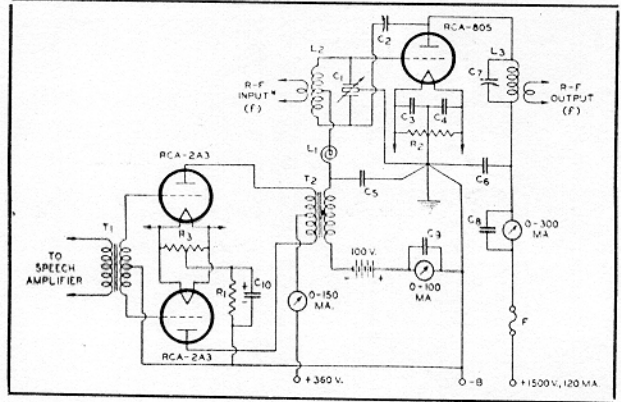 RCA-805
C2
L2
L3
C1
C7
R-F
INPUT*
(f)
R-F
OUTPUT
(f)
C3
C4
R2
L1
RCA-2A3
T2
C5
C6
T1
R3
C9
C8
0-300
MA
100 V.
- +
TO
SPEECH
AMPLIFIER
R1
+
-
C10
0-150
MA.
0-100
MA.
F
RCA-2A3
+360 V.
-B
+1500 V., 120 MA.